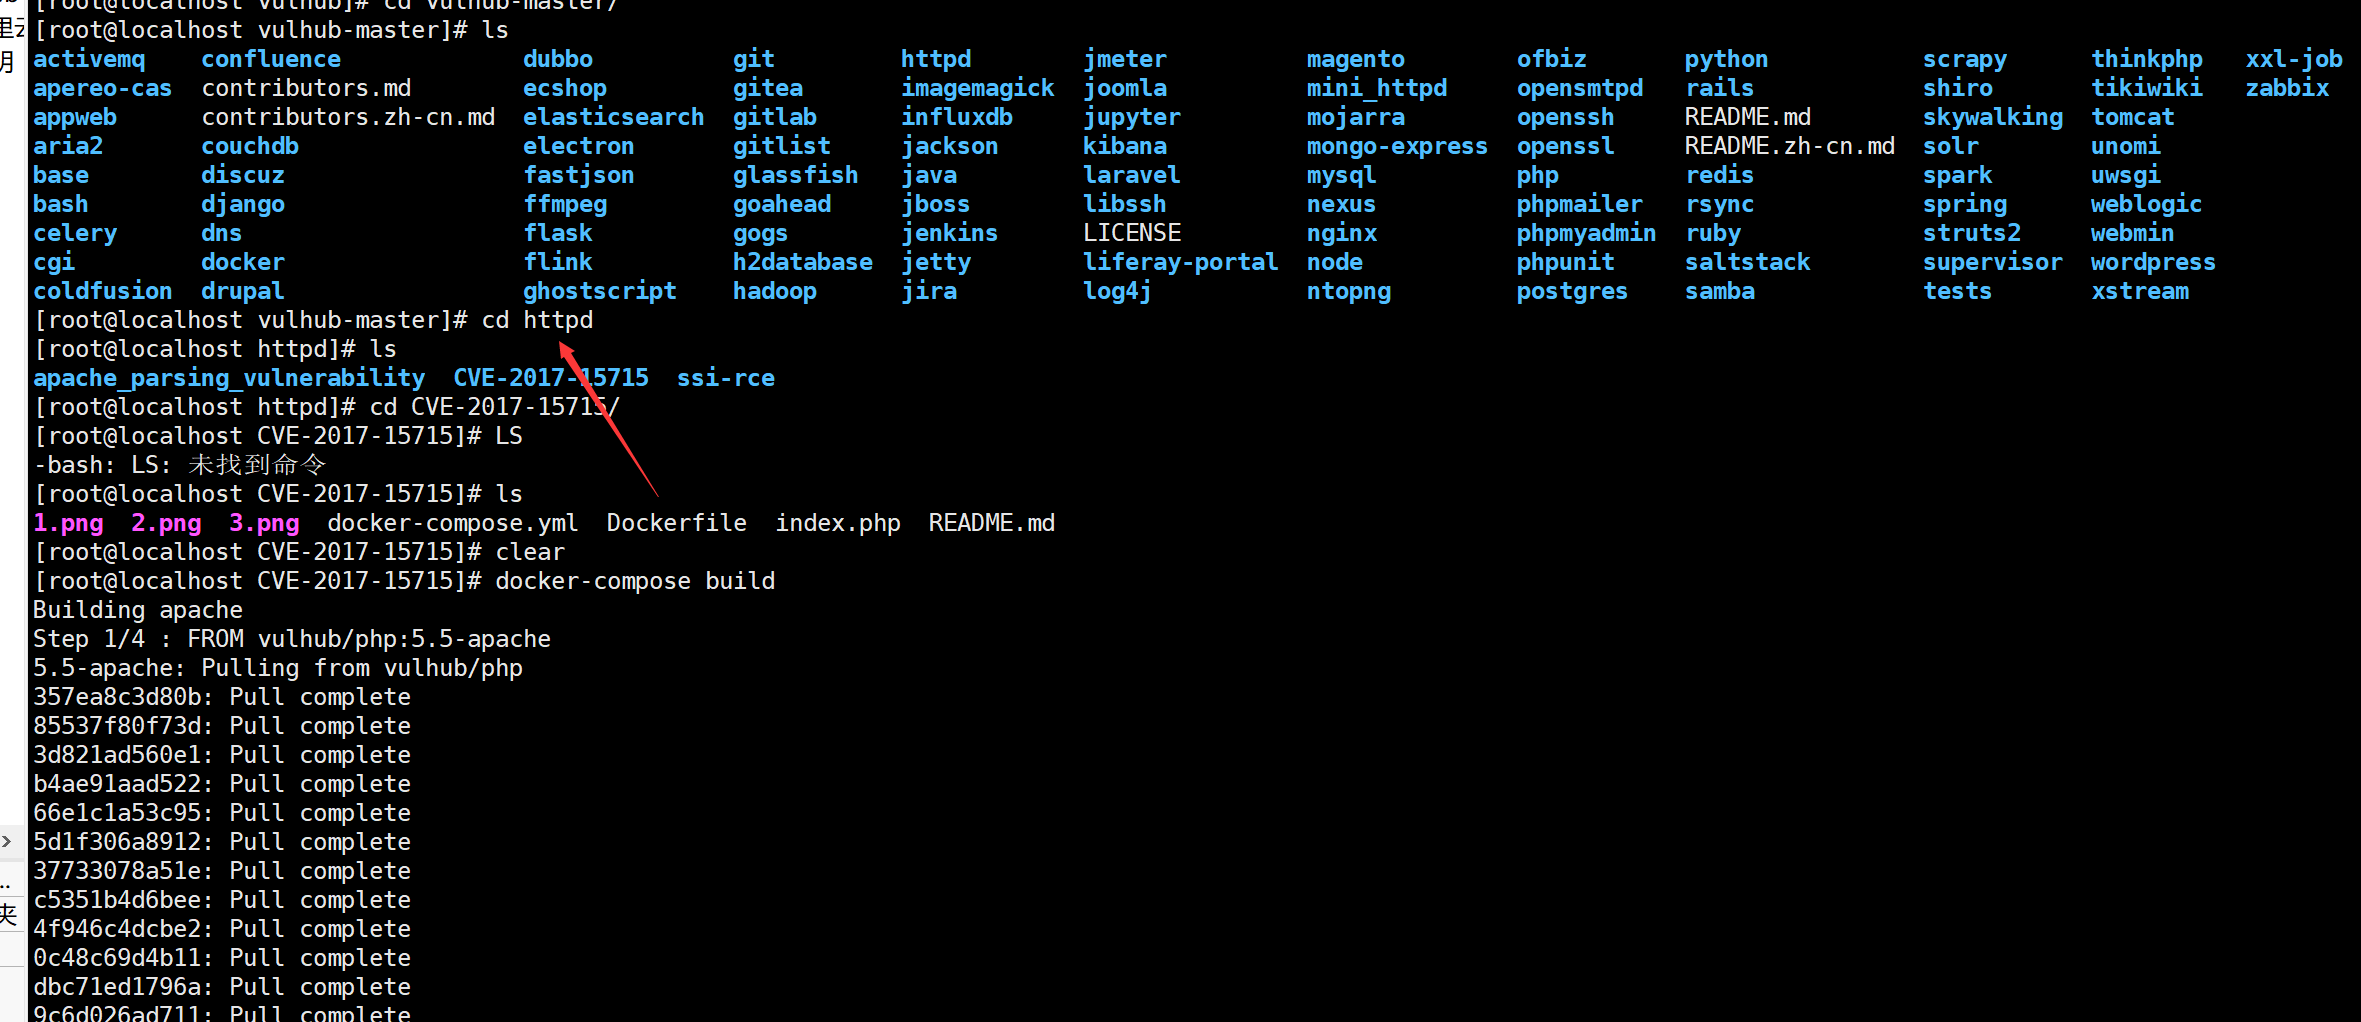 [root@localhost vulhub]# cd vulhub-master/
[root@localhost vulhub-master]# ls
activemq confluence dubbo git httpd jmeter magento ofbiz python scrapy thinkphp xxl-job
apereo-cas contributors.md ecshop gitea imagemagick joomla mini_httpd opensmtpd rails shiro tikiwiki zabbix
appweb contributors.zh-cn.md elasticsearch gitlab influxdb jupyter mojarra openssh README.md skywalking tomcat
aria2 couchdb electron gitlist jackson kibana mongo-express openssl README.zh-cn.md solr unomi
base discuz fastjson glassfish java laravel mysql php redis spark uwsgi
bash django ffmpeg goahead jboss libssh nexus phpmailer rsync spring weblogic
celery dns flask gogs jenkins LICENSE nginx phpmyadmin ruby struts2 webmin
cgi docker flink h2database jetty liferay-portal node phpunit saltstack supervisor wordpress
coldfusion drupal ghostscript hadoop jira log4j ntopng postgres samba tests xstream
[root@localhost vulhub-master]# cd httpd
[root@localhost httpd]# ls
apache_parsing_vulnerability CVE-2017-15715 ssi-rce
[root@localhost httpd]# cd CVE-2017-15715/
[root@localhost CVE-2017-15715]# LS
-bash: LS: 未找到命令
[root@localhost CVE-2017-15715]# ls
1.png 2.png 3.png docker-compose.yml Dockerfile index.php README.md
[root@localhost CVE-2017-15715]# clear
[root@localhost CVE-2017-15715]# docker-compose build
Building apache
Step 1/4 : FROM vulhub/php:5.5-apache
5.5-apache: Pulling from vulhub/php
357ea8c3d80b: Pull complete
85537f80f73d: Pull complete
3d821ad560e1: Pull complete
b4ae91aad522: Pull complete
66e1c1a53c95: Pull complete
5d1f306a8912: Pull complete
37733078a51e: Pull complete
c5351b4d6bee: Pull complete
4f946c4dcbe2: Pull complete
0c48c69d4b11: Pull complete
dbc71ed1796a: Pull complete
9c6d026ad711: Pull complete